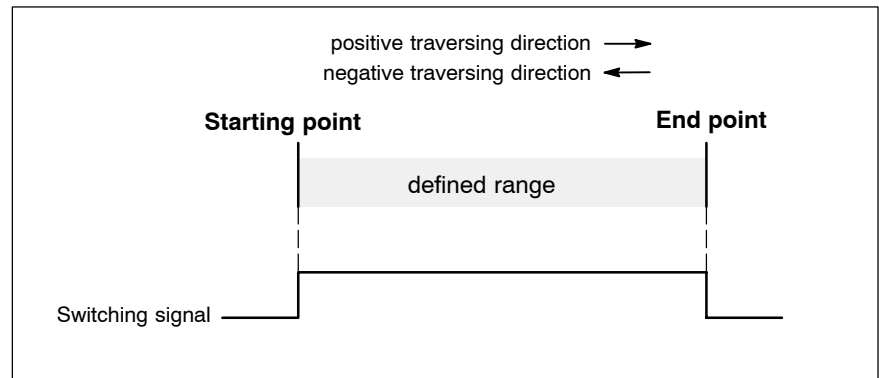 positive traversing direction
negative traversing direction
Starting point
End point
defined range
Switching signal